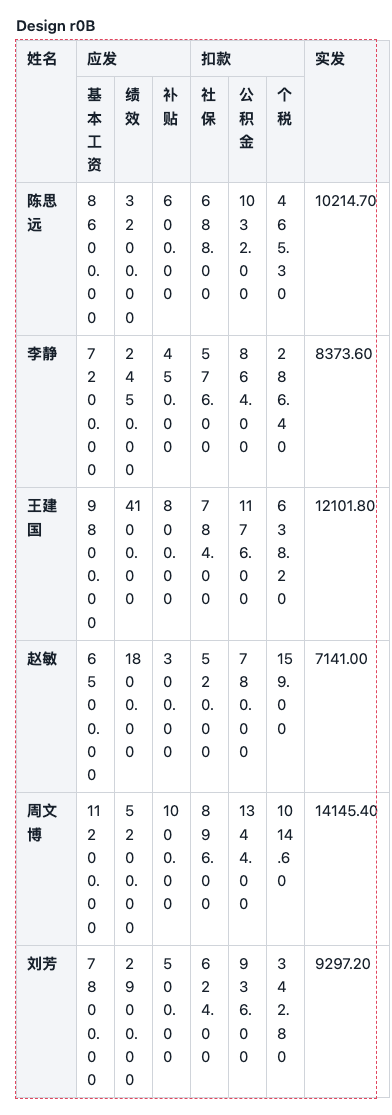 Design r0B
姓名 应发 扣款 实发
基本工资 绩效 补贴 社保 公积金 个税
陈思远 8600.00 3200.00 600.00 688.00 1032.00 465.30 10214.70
李静 7200.00 2450.00 450.00 576.00 864.00 286.40 8373.60
王建国 9800.00 4100.00 800.00 784.00 1176.00 638.20 12101.80
赵敏 6500.00 1800.00 300.00 520.00 780.00 159.00 7141.00
周文博 11200.00 5200.00 1000.00 896.00 1344.00 1014.60 14145.40
刘芳 7800.00 2900.00 500.00 624.00 936.00 342.80 9297.20